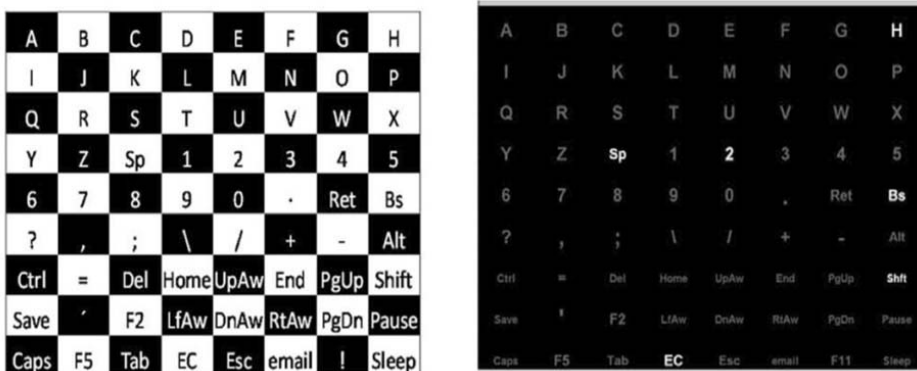 A B C D E F G H
I J K L M N O P
Q R S T U V W X
Y Z Sp 1 2 3 4 5
6 7 8 9 0 . Ret Bs
? , ; \ / + - Alt
Ctrl = Del Home UpAw End PgUp Shift
Save ´ F2 LfAw DnAw RtAw PgDn Pause
Caps F5 Tab EC Esc email ! Sleep
A B C D E F G H
I J K L M N O P
Q R S T U V W X
Y Z Sp 1 2 3 4 5
6 7 8 9 0 . Ret Bs
? , ; \ / + - Alt
Ctrl = Del Home UpAw End PgUp Shft
Save ' F2 LfAw DnAw RtAw PgDn Pause
Caps F5 Tab EC Esc email F11 Sleep